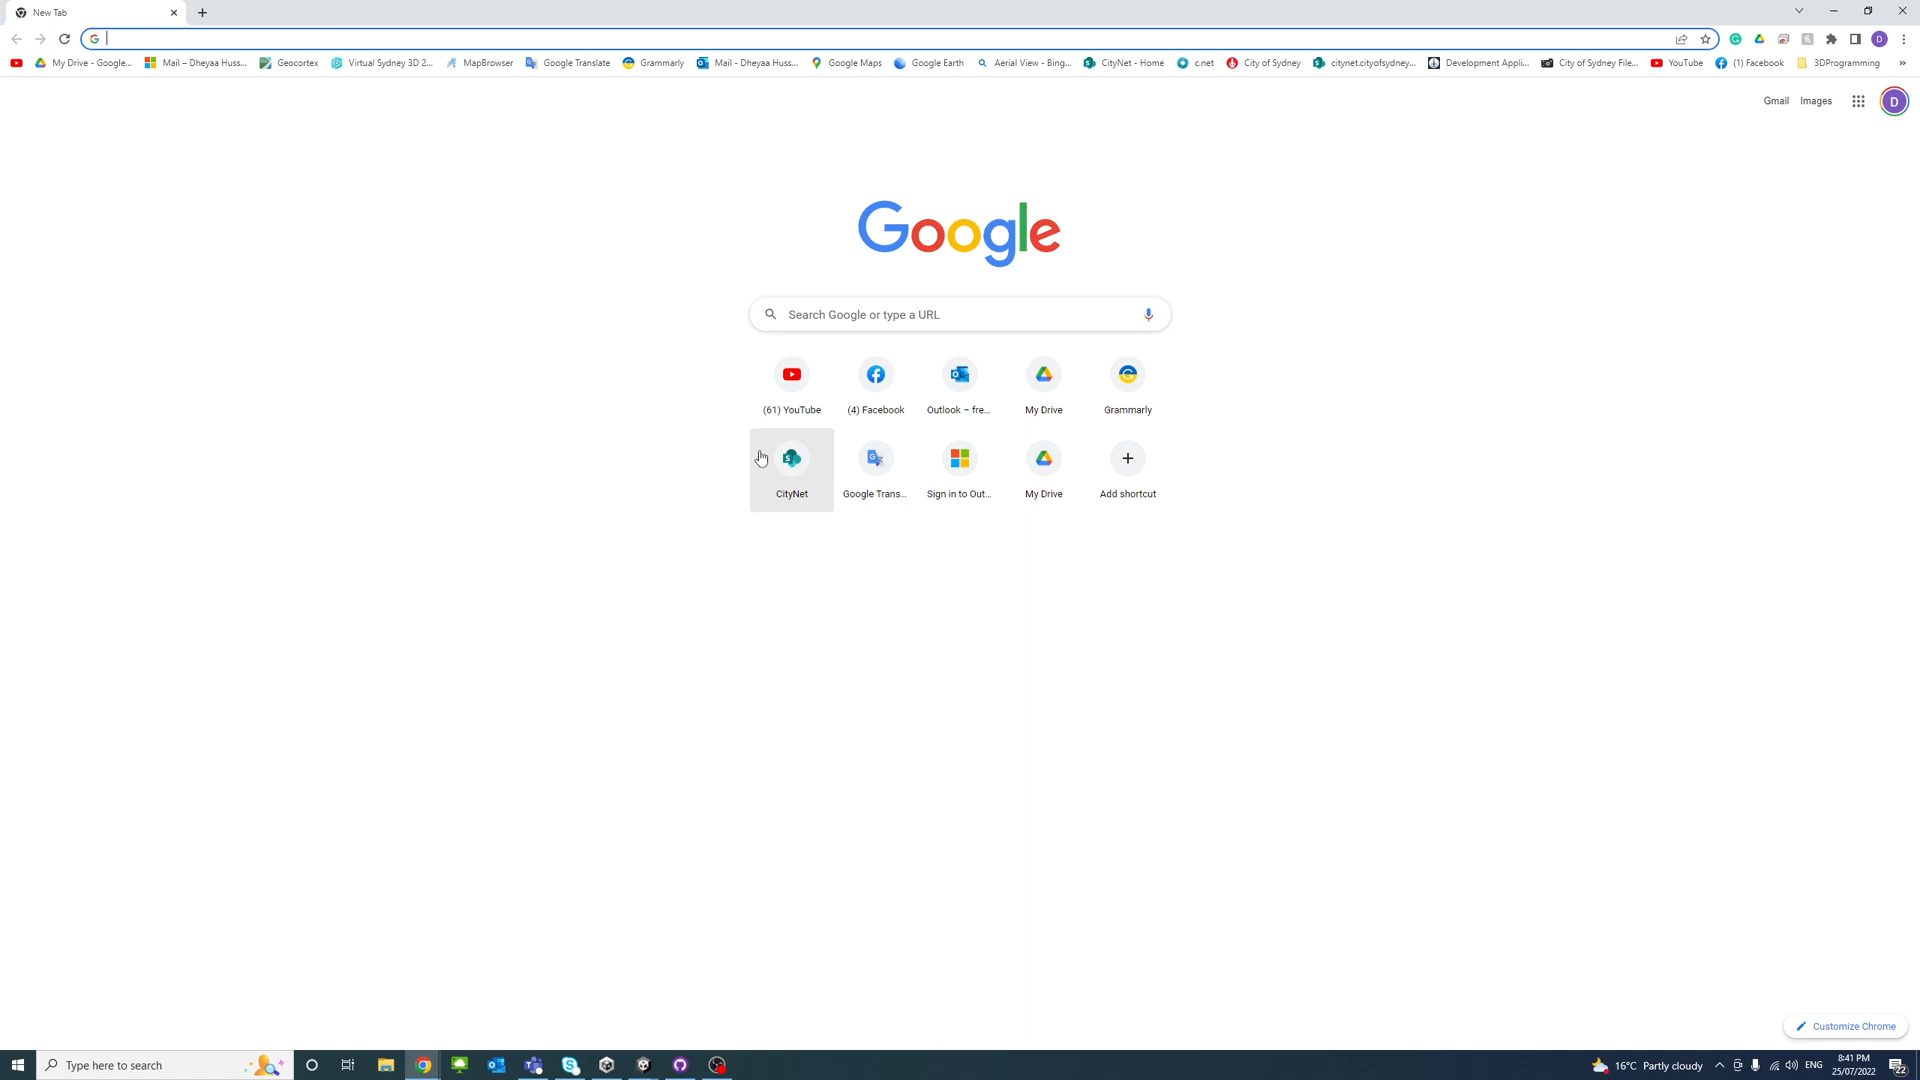 New Tab
My Drive - Google...
Mail – Dheyaa Huss...
Geocortex
Virtual Sydney 3D 2...
MapBrowser
Google Translate
Grammarly
Mail - Dheyaa Huss...
Google Maps
Google Earth
Aerial View - Bing...
CityNet - Home
c.net
City of Sydney
citynet.cityofsydney...
Development Appli...
City of Sydney File...
YouTube
(1) Facebook
3DProgramming
»
Gmail Images
D
Google
Search Google or type a URL
(61) YouTube
(4) Facebook
Outlook – fre...
My Drive
Grammarly
CityNet
Google Trans...
Sign in to Out...
My Drive
Add shortcut
Customize Chrome
Type here to search
16°C Partly cloudy
ENG
8:41 PM
25/07/2022
22